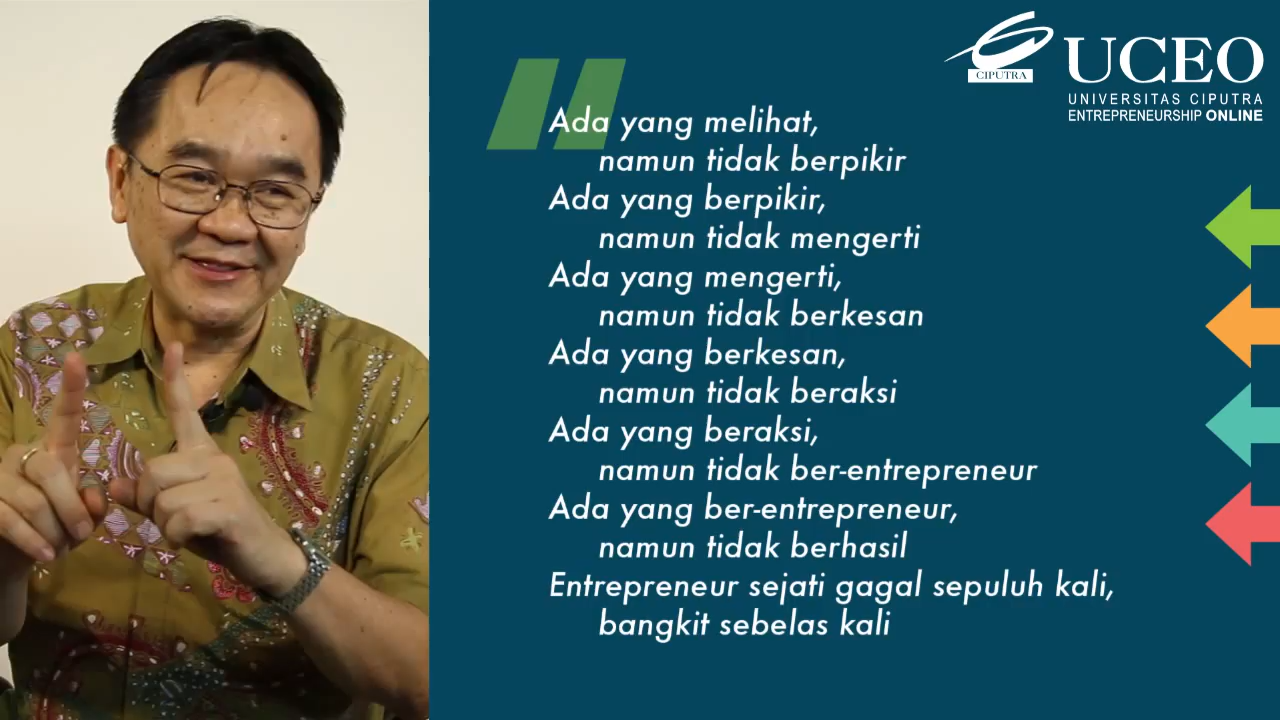 CIPUTRA
UCEO
UNIVERSITAS CIPUTRA
ENTREPRENEURSHIP ONLINE
Ada yang melihat,
namun tidak berpikir
Ada yang berpikir,
namun tidak mengerti
Ada yang mengerti,
namun tidak berkesan
Ada yang berkesan,
namun tidak beraksi
Ada yang beraksi,
namun tidak ber-entrepreneur
Ada yang ber-entrepreneur,
namun tidak berhasil
Entrepreneur sejati gagal sepuluh kali,
bangkit sebelas kali